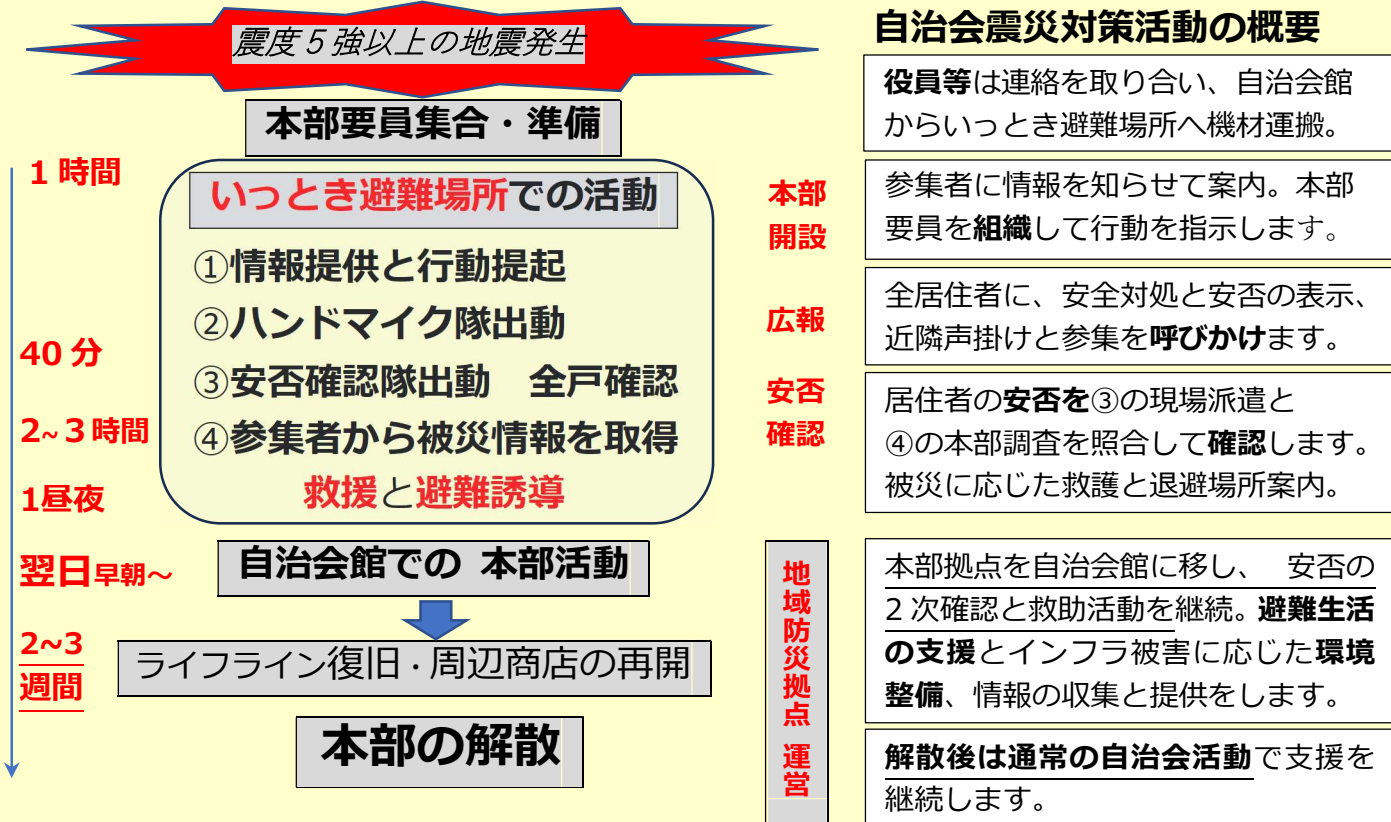 震度5強以上の地震発生
本部要員集合・準備
1時間
いっとき避難場所での活動
①情報提供と行動提起
②ハンドマイク隊出動
40分
③安否確認隊出動　全戸確認
2~3時間
④参集者から被災情報を取得
1昼夜
救援と避難誘導
翌日早朝～
自治会館での 本部活動
2~3
週間
ライフライン復旧・周辺商店の再開
本部の解散
本部
開設
広報
安否
確認
地域防災拠点 運営
自治会震災対策活動の概要
役員等は連絡を取り合い、自治会館
からいっとき避難場所へ機材運搬。
参集者に情報を知らせて案内。本部
要員を組織して行動を指示します。
全居住者に、安全対処と安否の表示、
近隣声掛けと参集を呼びかけます。
居住者の安否を③の現場派遣と
④の本部調査を照合して確認します。
被災に応じた救護と退避場所案内。
本部拠点を自治会館に移し、　安否の
2次確認と救助活動を継続。避難生活
の支援とインフラ被害に応じた環境
整備、情報の収集と提供をします。
解散後は通常の自治会活動で支援を
継続します。